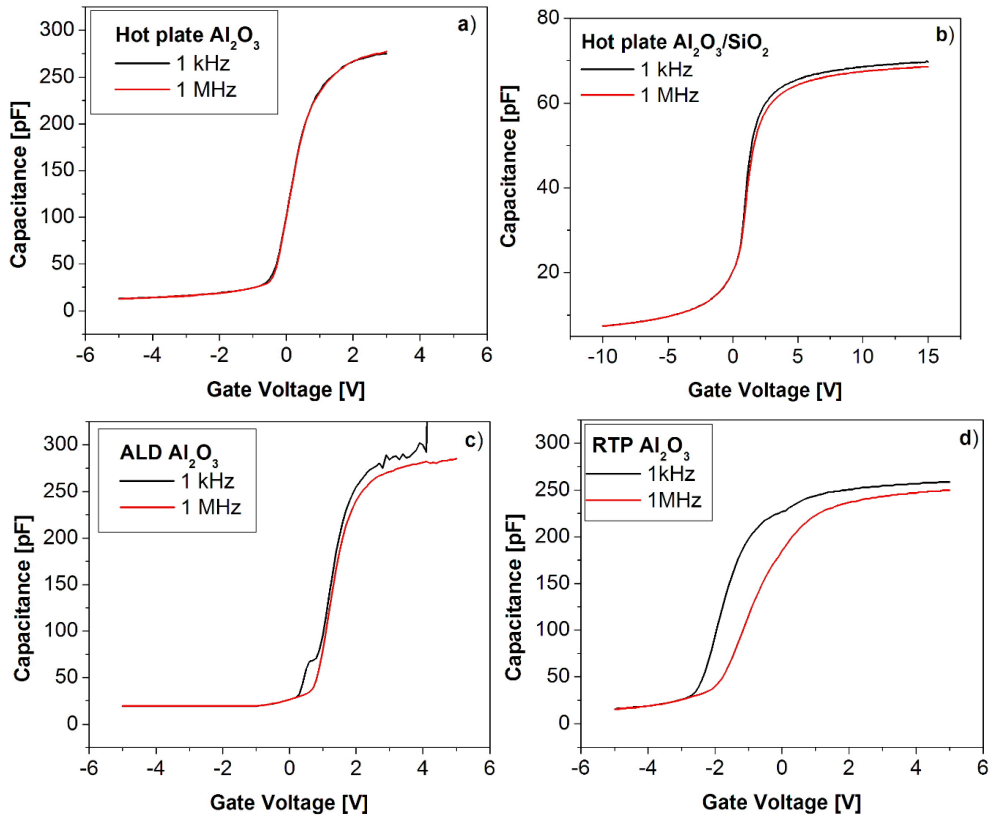 a)
Hot plate Al₂O₃
1 kHz
1 MHz
Capacitance [pF]
300
250
200
150
100
50
0
-6 -4 -2 0 2 4 6
Gate Voltage [V]
b)
Hot plate Al₂O₃/SiO₂
1 kHz
1 MHz
Capacitance [pF]
80
60
40
20
-10 -5 0 5 10 15
Gate Voltage [V]
c)
ALD Al₂O₃
1 kHz
1 MHz
Capacitance [pF]
300
250
200
150
100
50
0
-6 -4 -2 0 2 4 6
Gate Voltage [V]
d)
RTP Al₂O₃
1kHz
1MHz
Capacitance [pF]
300
250
200
150
100
50
0
-6 -4 -2 0 2 4 6
Gate Voltage [V]